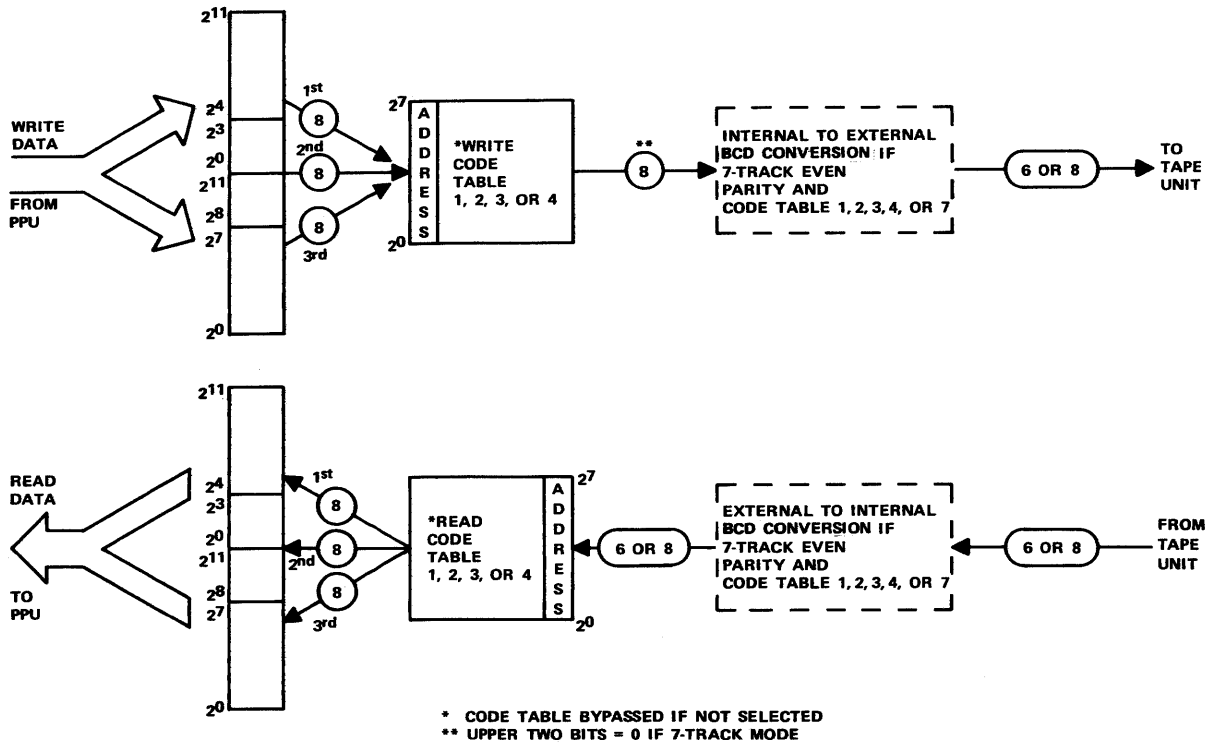 2¹¹
2⁴
2³
2⁰
2¹¹
2⁸
2⁷
2⁰
WRITE
DATA
FROM
PPU
1st
8
2nd
8
8
3rd
2⁷
ADDRESS
2⁰
*WRITE
CODE
TABLE
1, 2, 3, OR 4
**
8
INTERNAL TO EXTERNAL
BCD CONVERSION IF
7-TRACK EVEN
PARITY AND
CODE TABLE 1, 2, 3, 4, OR 7
6 OR 8
TO
TAPE
UNIT
2¹¹
2⁴
2³
2⁰
2¹¹
2⁸
2⁷
2⁰
READ
DATA
TO
PPU
1st
8
2nd
8
8
3rd
*READ
CODE
TABLE
1, 2, 3, OR 4
ADDRESS
2⁷
2⁰
6 OR 8
EXTERNAL TO INTERNAL
BCD CONVERSION IF
7-TRACK EVEN
PARITY AND
CODE TABLE 1, 2, 3, 4, OR 7
6 OR 8
FROM
TAPE
UNIT
* CODE TABLE BYPASSED IF NOT SELECTED
** UPPER TWO BITS = 0 IF 7-TRACK MODE